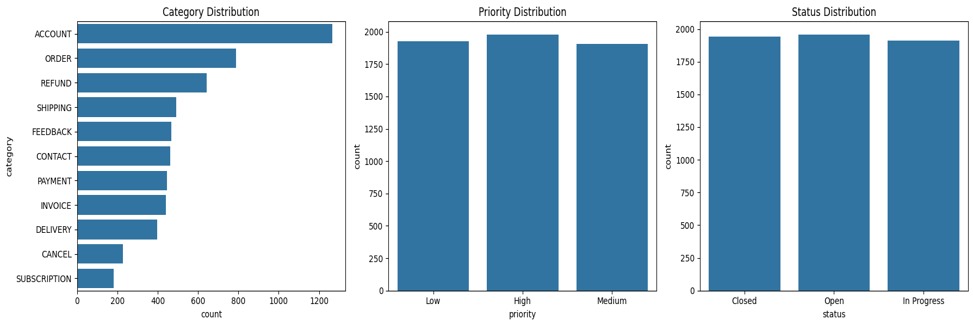 Category Distribution
category
ACCOUNT
ORDER
REFUND
SHIPPING
FEEDBACK
CONTACT
PAYMENT
INVOICE
DELIVERY
CANCEL
SUBSCRIPTION
0 200 400 600 800 1000 1200
count
Priority Distribution
count
2000
1750
1500
1250
1000
750
500
250
0
Low High Medium
priority
Status Distribution
count
2000
1750
1500
1250
1000
750
500
250
0
Closed Open In Progress
status